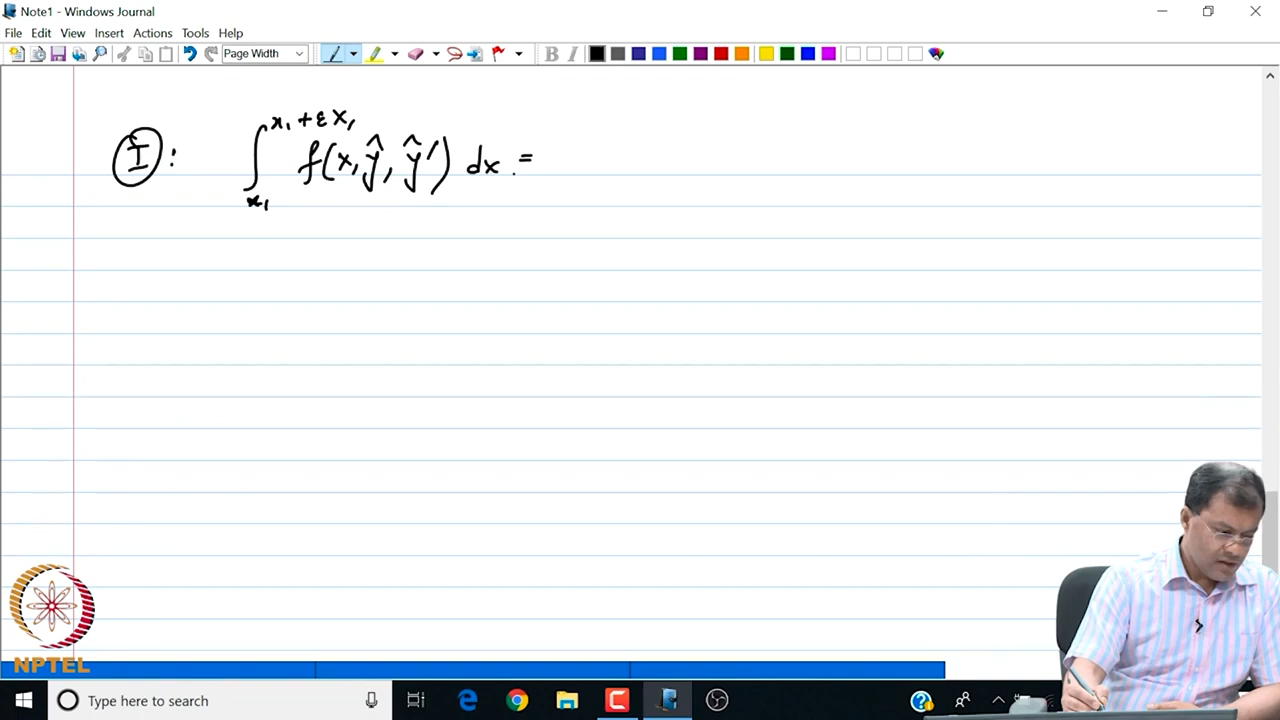 Note1 - Windows Journal
File Edit View Insert Actions Tools Help
Page Width
B I
I : ∫_{x₁}^{x₁+εX₁} f(x, ŷ, ŷ′) dx =
NPTEL
Type here to search